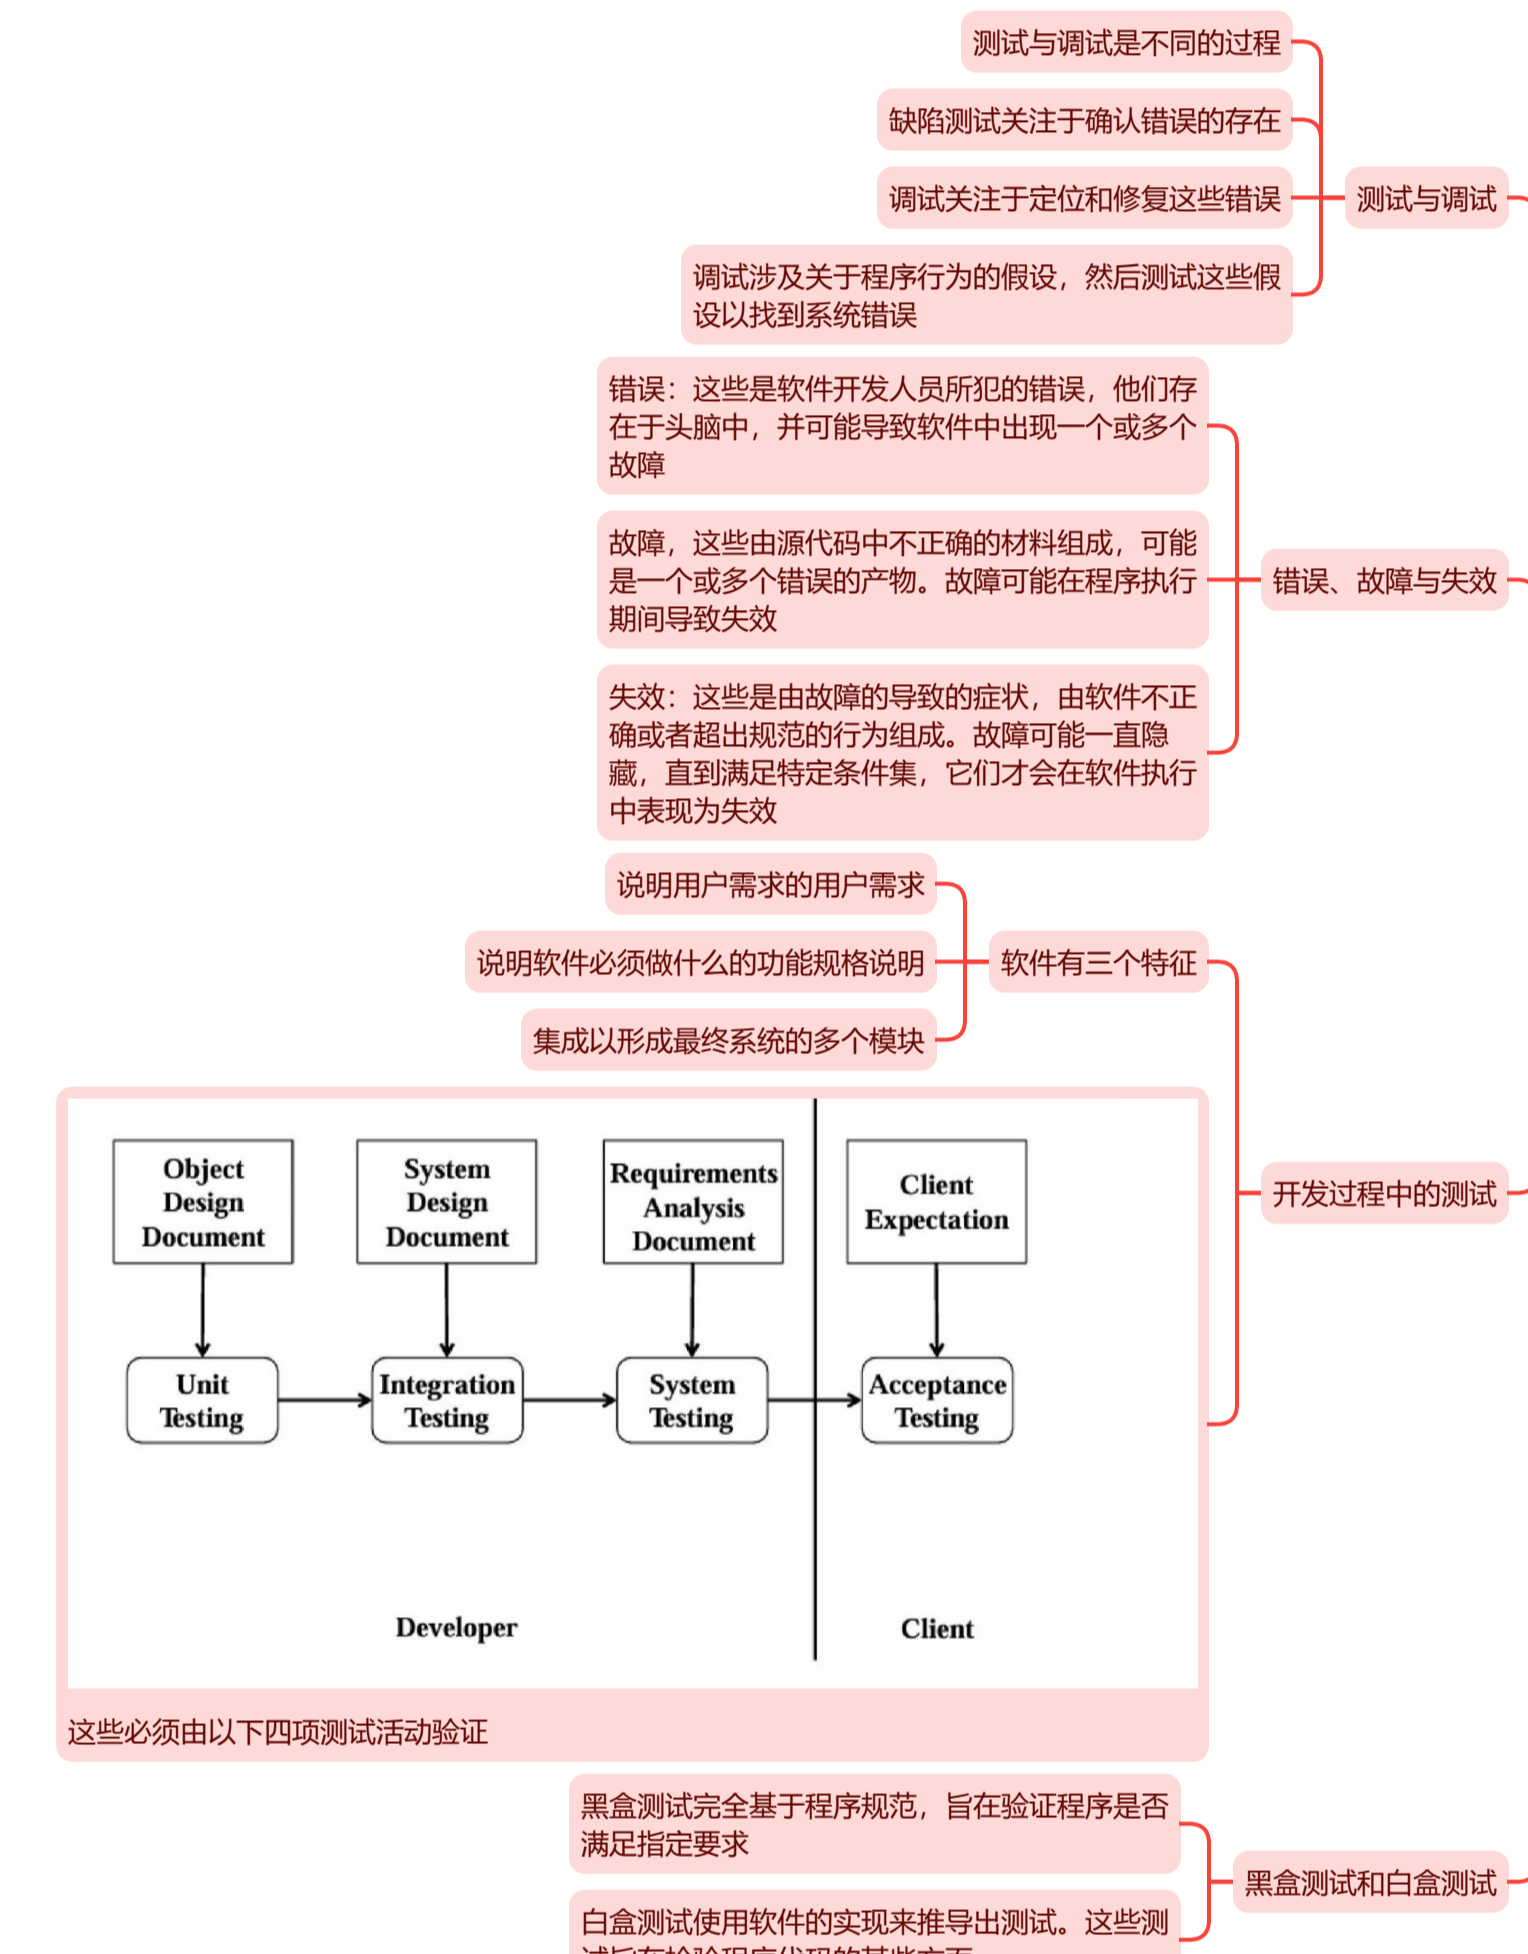 测试与调试是不同的过程
缺陷测试关注于确认错误的存在
调试关注于定位和修复这些错误
测试与调试
调试涉及关于程序行为的假设，然后测试这些假
设以找到系统错误
错误：这些是软件开发人员所犯的错误，他们存
在于头脑中，并可能导致软件中出现一个或多个
故障
故障，这些由源代码中不正确的材料组成，可能
是一个或多个错误的产物。故障可能在程序执行
期间导致失效
错误、故障与失效
失效：这些是由故障的导致的症状，由软件不正
确或者超出规范的行为组成。故障可能一直隐
藏，直到满足特定条件集，它们才会在软件执行
中表现为失效
说明用户需求的用户需求
说明软件必须做什么的功能规格说明
软件有三个特征
集成以形成最终系统的多个模块
开发过程中的测试
Object
Design
Document
System
Design
Document
Requirements
Analysis
Document
Client
Expectation
Unit
Testing
Integration
Testing
System
Testing
Acceptance
Testing
Developer
Client
这些必须由以下四项测试活动验证
黑盒测试完全基于程序规范，旨在验证程序是否
满足指定要求
黑盒测试和白盒测试
白盒测试使用软件的实现来推导出测试。这些测